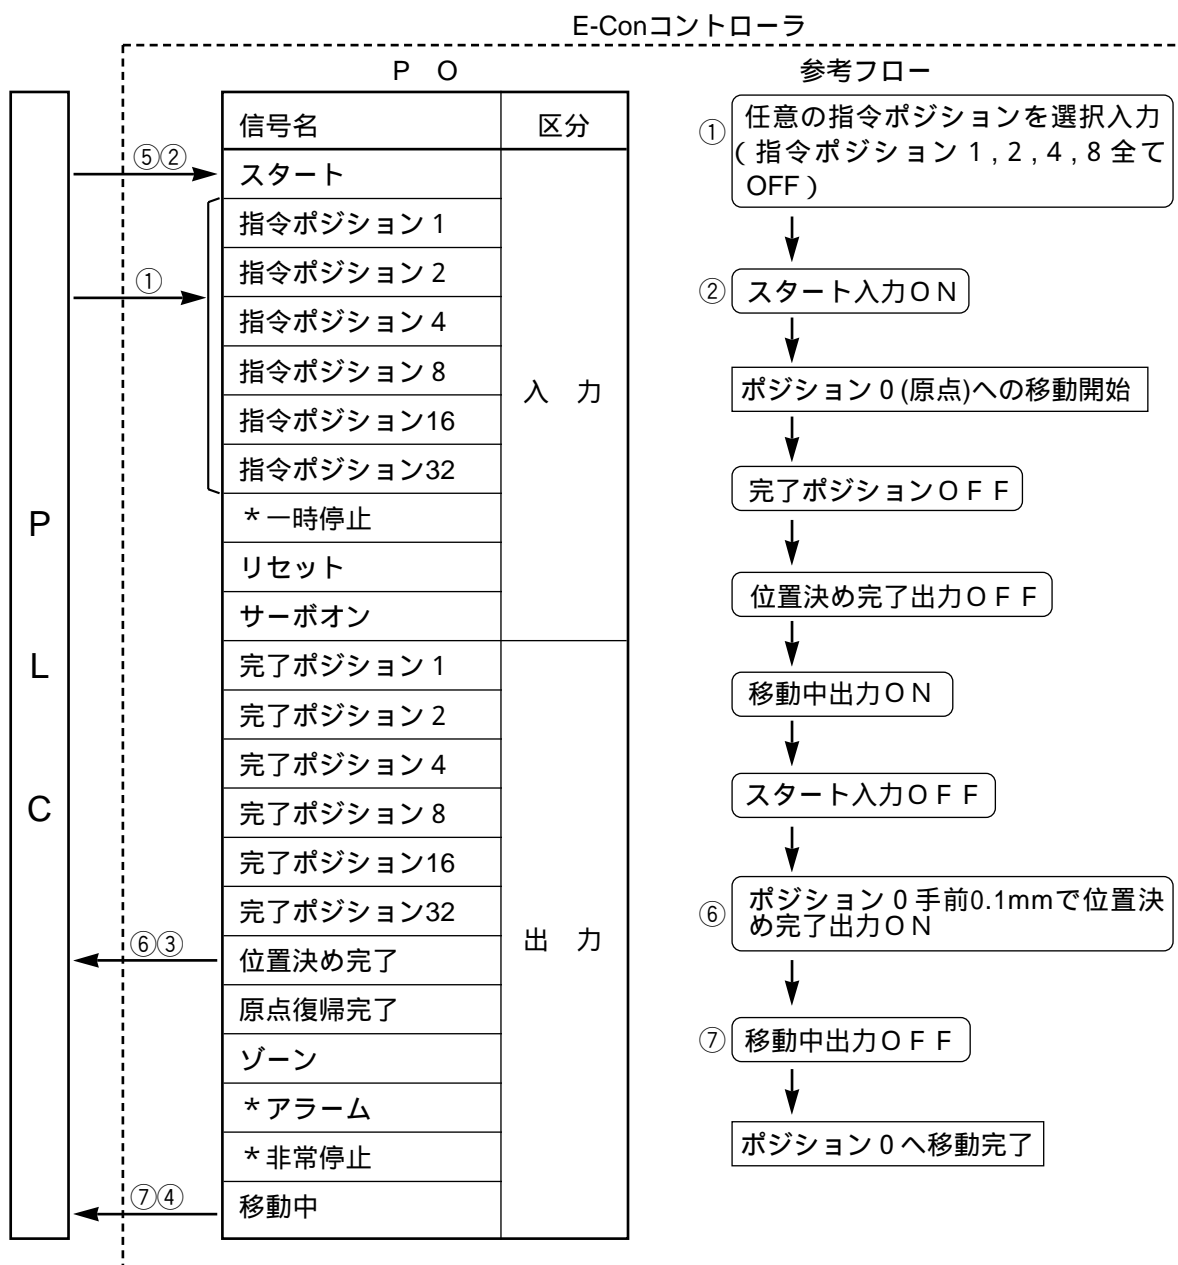 E-Conコントローラ
P O
参考フロー
P
L
C
⑤②
①
⑥③
⑦④
信号名 区分
スタート
指令ポジション 1
指令ポジション 2
指令ポジション 4
指令ポジション 8
指令ポジション16
指令ポジション32
*一時停止
リセット
サーボオン
入 力
完了ポジション 1
完了ポジション 2
完了ポジション 4
完了ポジション 8
完了ポジション16
完了ポジション32
位置決め完了
原点復帰完了
ゾーン
*アラーム
*非常停止
移動中
出 力
① 任意の指令ポジションを選択入力
(指令ポジション 1 , 2 , 4 , 8 全て
OFF)
② スタート入力ON
ポジション 0 (原点)への移動開始
完了ポジションOFF
位置決め完了出力OFF
移動中出力ON
スタート入力OFF
⑥ ポジション 0 手前0.1mmで位置決
め完了出力ON
⑦ 移動中出力OFF
ポジション 0 へ移動完了